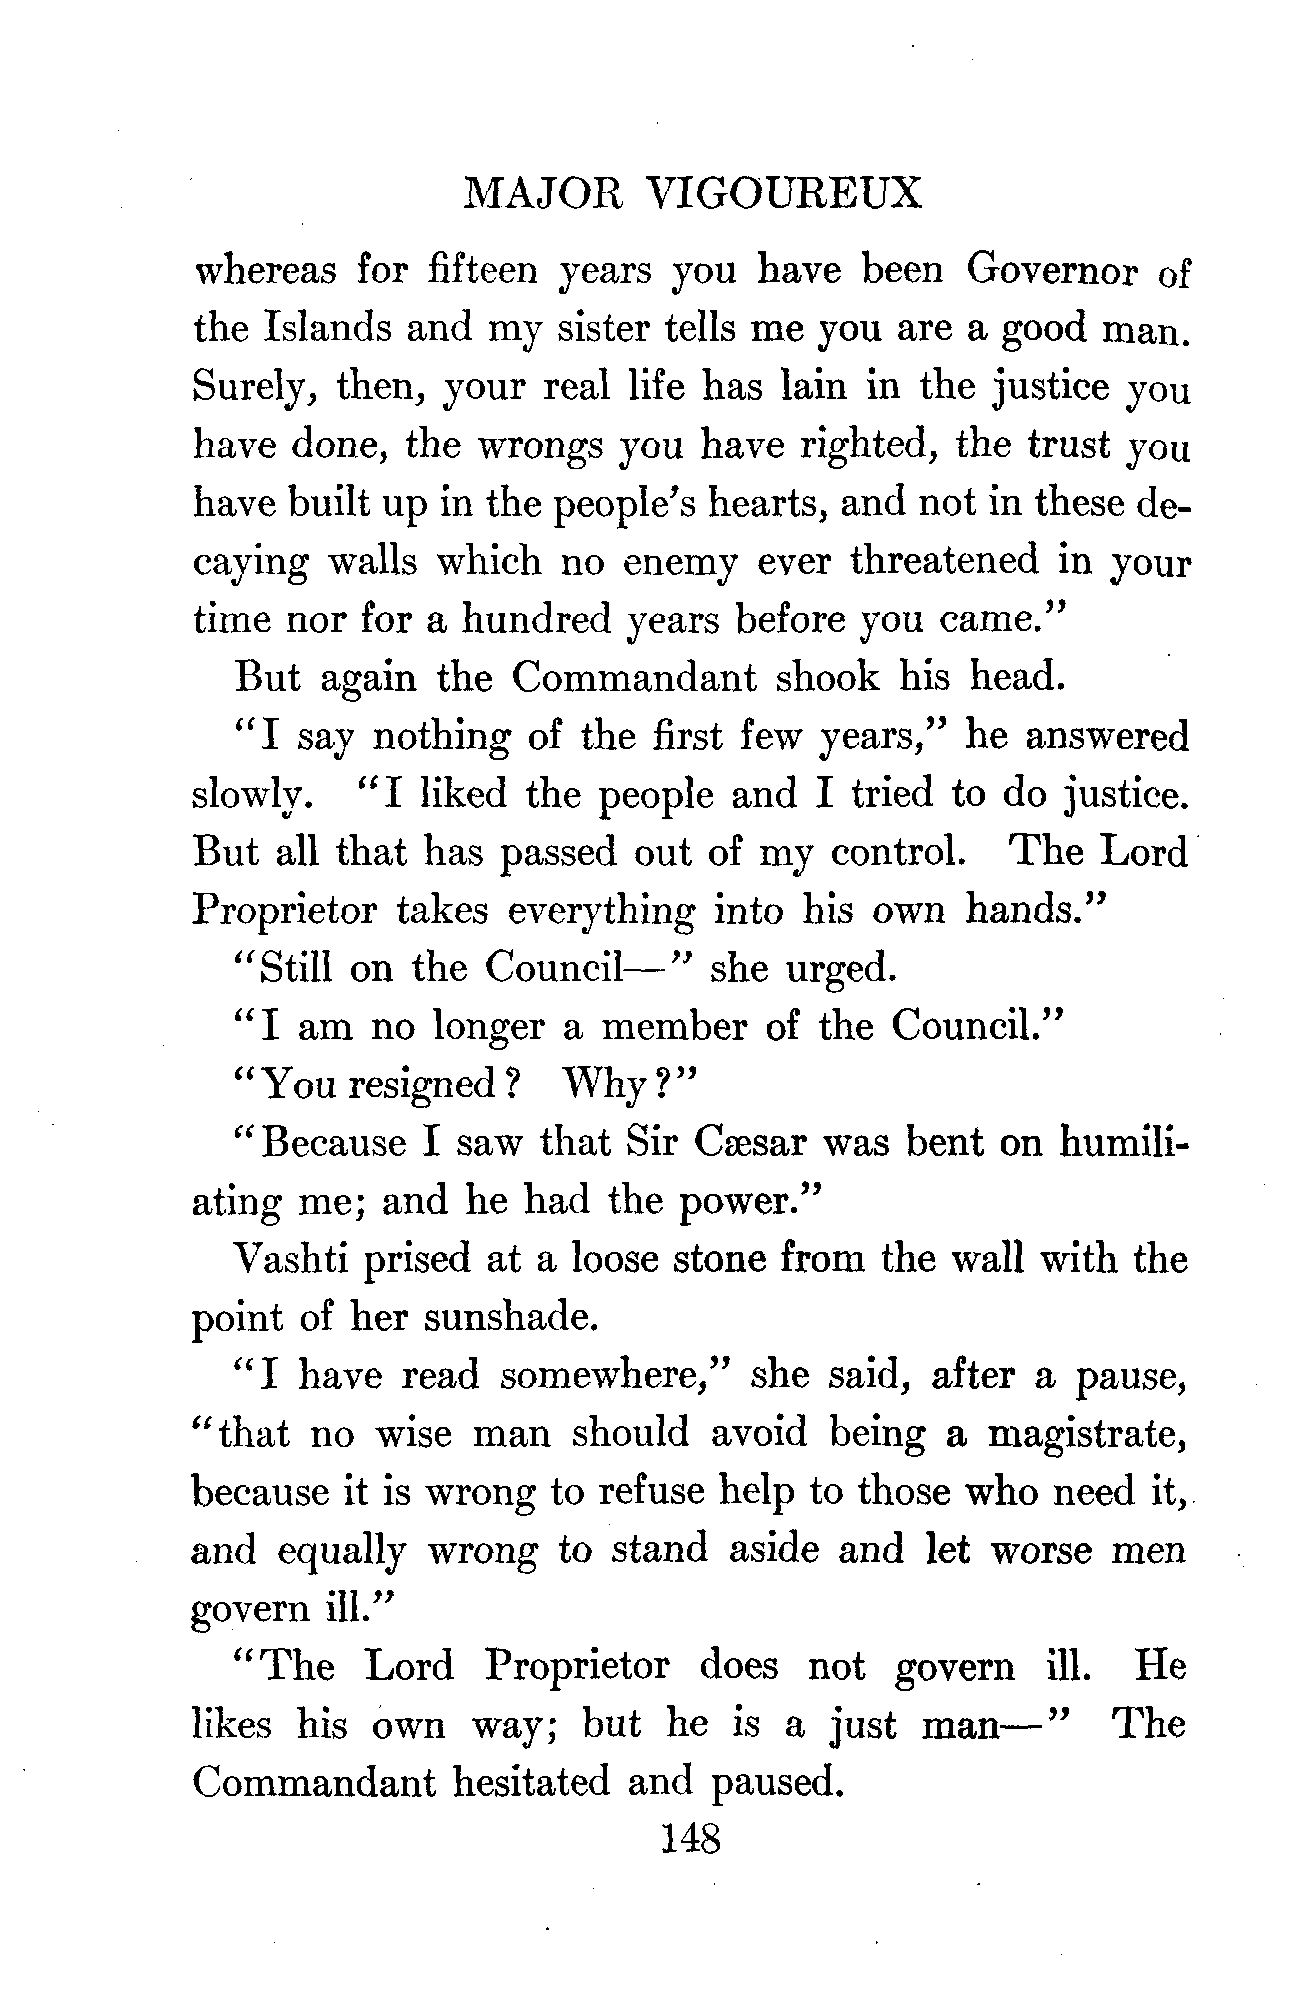 MAJOR VIGOUREUX
whereas for fifteen years you have been Governor of
the Islands and my sister tells me you are a good man.
Surely, then, your real life has lain in the justice you
have done, the wrongs you have righted, the trust you
have built up in the people's hearts, and not in these de-
caying walls which no enemy ever threatened in your
time nor for a hundred years before you came."
But again the Commandant shook his head.
"I say nothing of the first few years," he answered
slowly. "I liked the people and I tried to do justice.
But all that has passed out of my control. The Lord
Proprietor takes everything into his own hands."
"Still on the Council—" she urged.
"I am no longer a member of the Council."
"You resigned? Why?"
"Because I saw that Sir Cæsar was bent on humili-
ating me; and he had the power."
Vashti prised at a loose stone from the wall with the
point of her sunshade.
"I have read somewhere," she said, after a pause,
"that no wise man should avoid being a magistrate,
because it is wrong to refuse help to those who need it,
and equally wrong to stand aside and let worse men
govern ill."
"The Lord Proprietor does not govern ill. He
likes his own way; but he is a just man—" The
Commandant hesitated and paused.
148